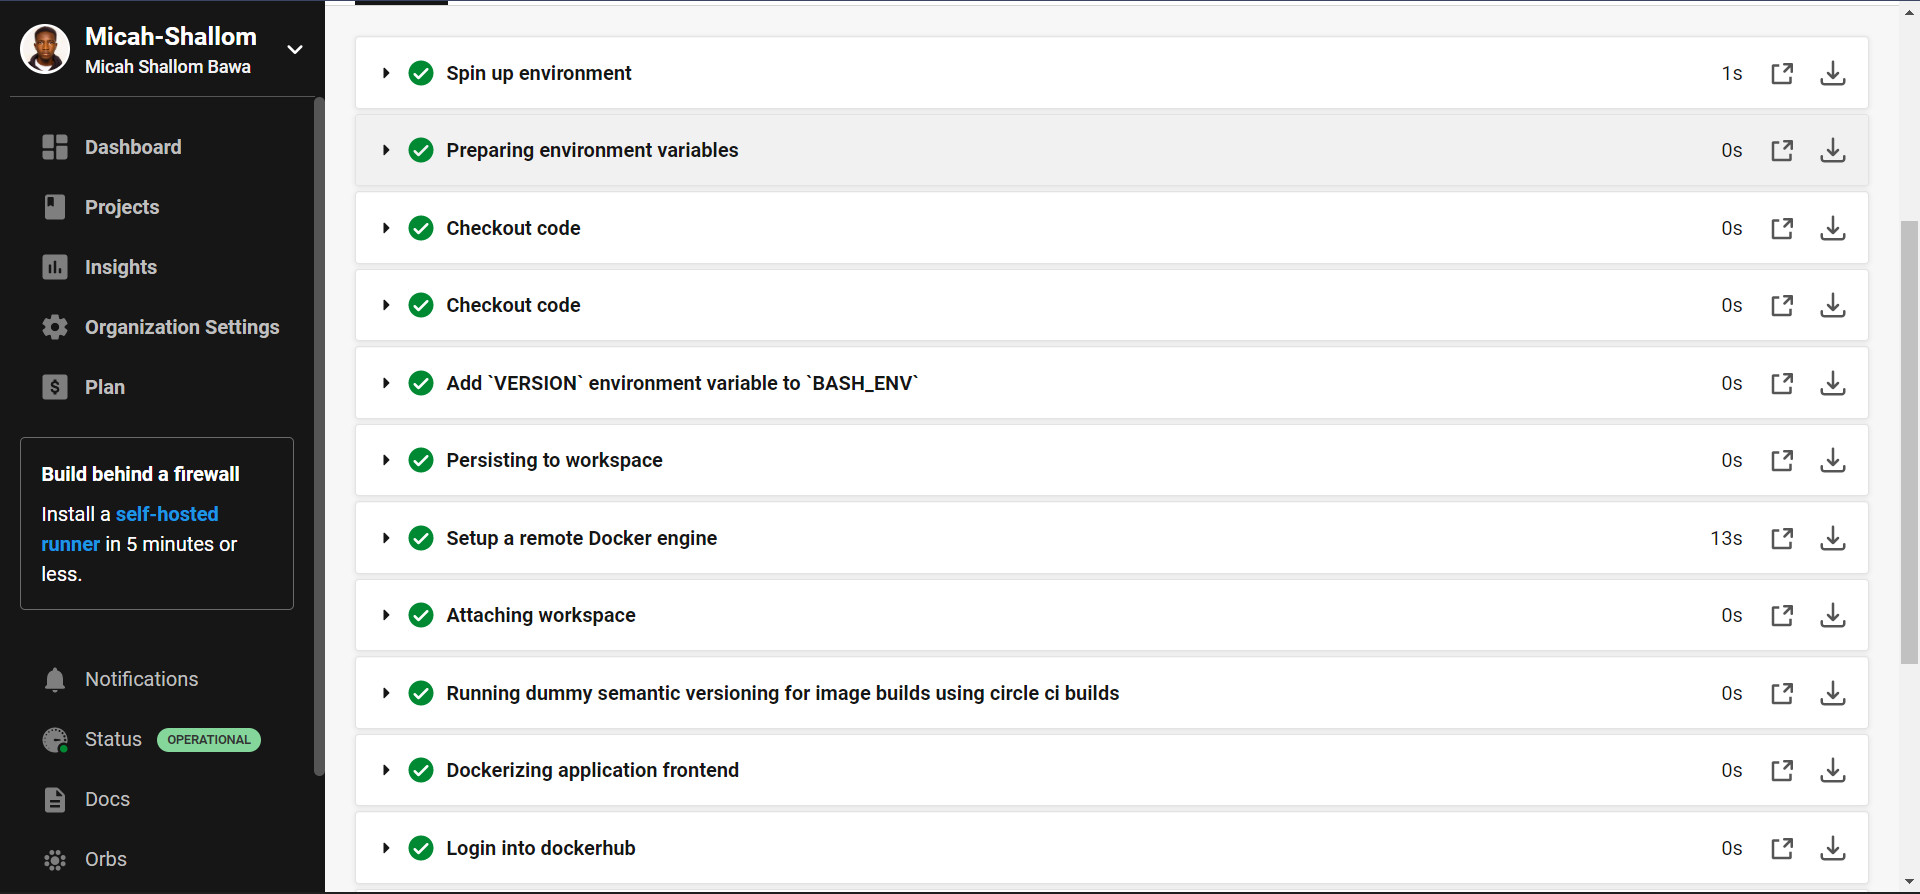 Micah-Shallom
Micah Shallom Bawa
Dashboard
Projects
Insights
Organization Settings
Plan
Build behind a firewall
Install a self-hosted
runner in 5 minutes or
less.
Notifications
Status OPERATIONAL
Docs
Orbs
Spin up environment 1s
Preparing environment variables 0s
Checkout code 0s
Checkout code 0s
Add `VERSION` environment variable to `BASH_ENV` 0s
Persisting to workspace 0s
Setup a remote Docker engine 13s
Attaching workspace 0s
Running dummy semantic versioning for image builds using circle ci builds 0s
Dockerizing application frontend 0s
Login into dockerhub 0s